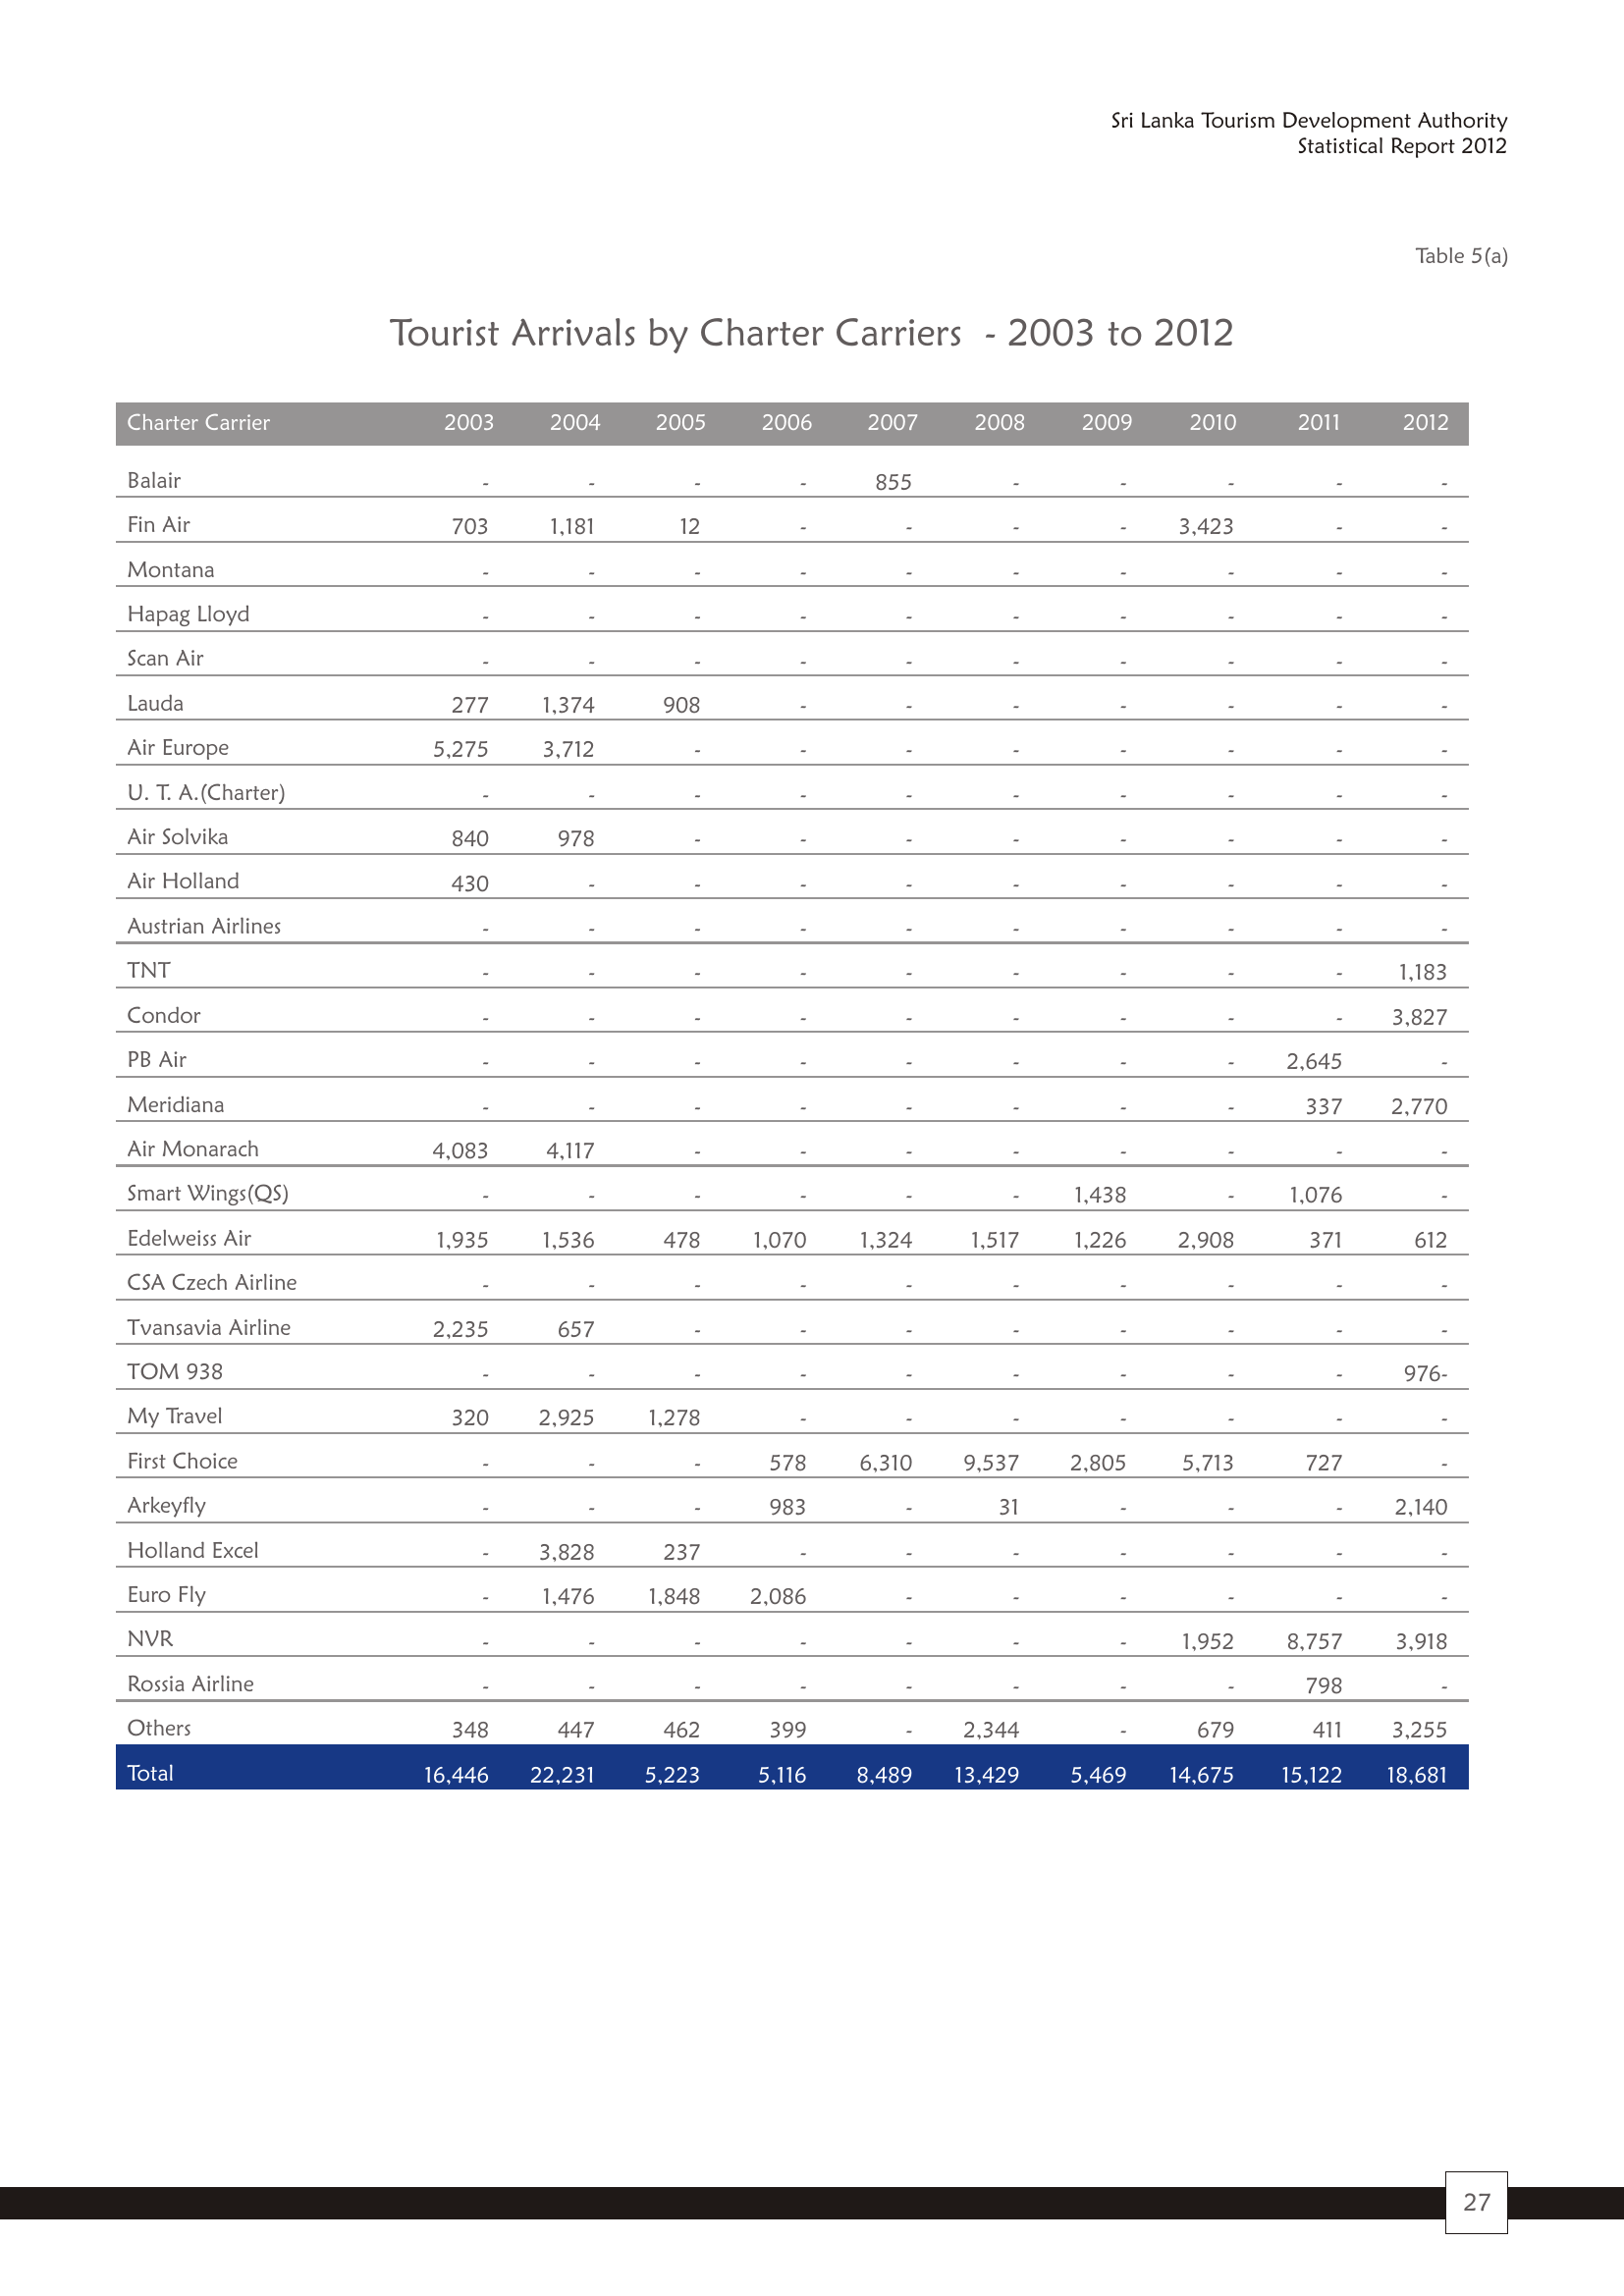 Sri Lanka Tourism Development Authority
Statistical Report 2012
Table 5(a)
Tourist Arrivals by Charter Carriers - 2003 to 2012
Charter Carrier 2003 2004 2005 2006 2007 2008 2009 2010 2011 2012
Balair - - - - 855 - - - - -
Fin Air 703 1,181 12 - - - - 3,423 - -
Montana - - - - - - - - - -
Hapag Lloyd - - - - - - - - - -
Scan Air - - - - - - - - - -
Lauda 277 1,374 908 - - - - - - -
Air Europe 5,275 3,712 - - - - - - - -
U. T. A.(Charter) - - - - - - - - - -
Air Solvika 840 978 - - - - - - - -
Air Holland 430 - - - - - - - - -
Austrian Airlines - - - - - - - - - -
TNT - - - - - - - - - 1,183
Condor - - - - - - - - - 3,827
PB Air - - - - - - - - 2,645 -
Meridiana - - - - - - - - 337 2,770
Air Monarach 4,083 4,117 - - - - - - - -
Smart Wings(QS) - - - - - - 1,438 - 1,076 -
Edelweiss Air 1,935 1,536 478 1,070 1,324 1,517 1,226 2,908 371 612
CSA Czech Airline - - - - - - - - - -
Tvansavia Airline 2,235 657 - - - - - - - -
TOM 938 - - - - - - - - - 976-
My Travel 320 2,925 1,278 - - - - - - -
First Choice - - - 578 6,310 9,537 2,805 5,713 727 -
Arkeyfly - - - 983 - 31 - - - 2,140
Holland Excel - 3,828 237 - - - - - - -
Euro Fly - 1,476 1,848 2,086 - - - - - -
NVR - - - - - - - 1,952 8,757 3,918
Rossia Airline - - - - - - - - 798 -
Others 348 447 462 399 - 2,344 - 679 411 3,255
Total 16,446 22,231 5,223 5,116 8,489 13,429 5,469 14,675 15,122 18,681
27